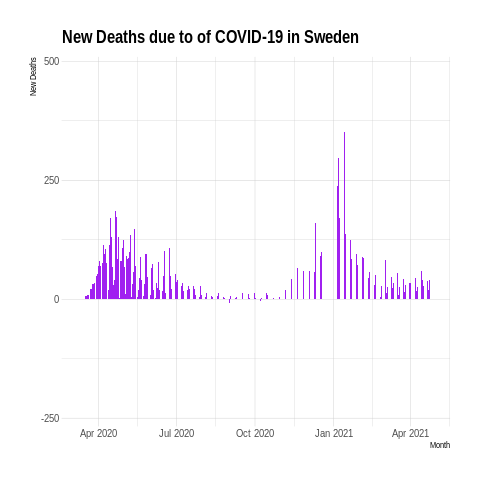 New Deaths due to of COVID-19 in Sweden
New Deaths
500
250
0
-250
Apr 2020
Jul 2020
Oct 2020
Jan 2021
Apr 2021
Month